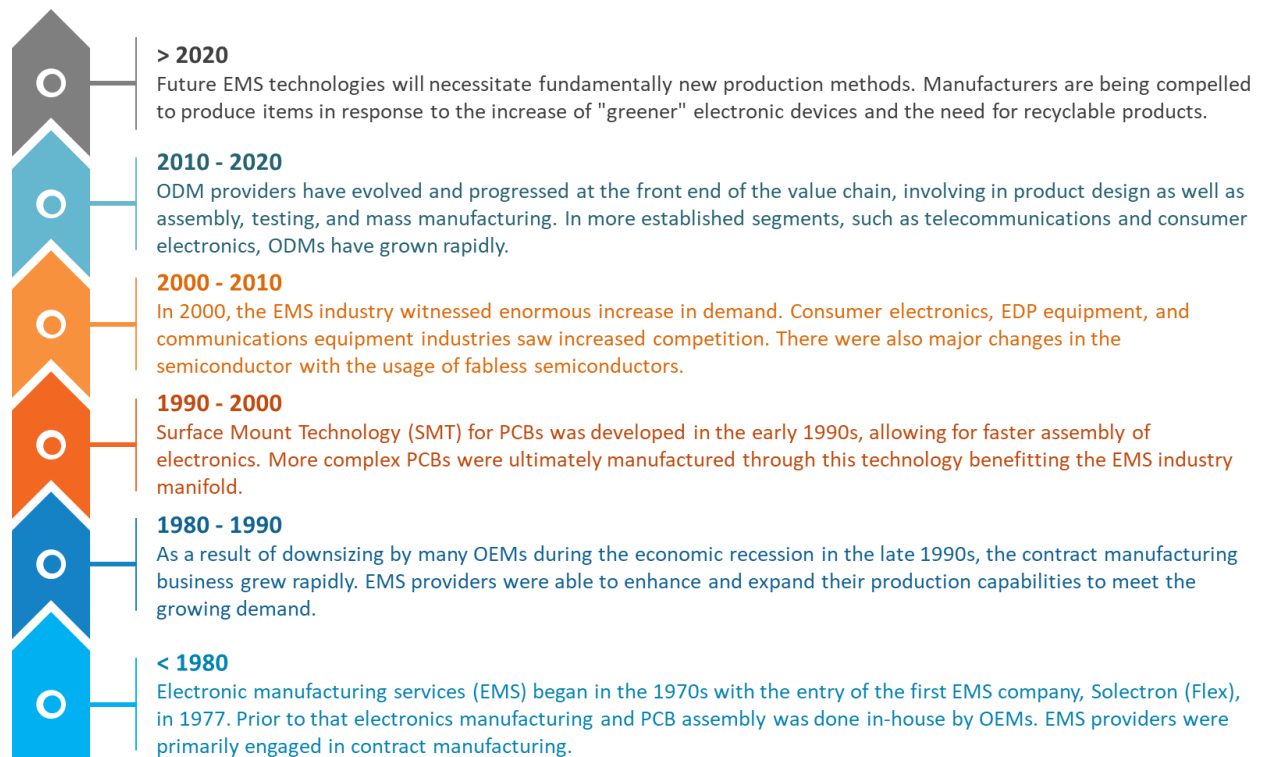 > 2020
Future EMS technologies will necessitate fundamentally new production methods. Manufacturers are being compelled
to produce items in response to the increase of "greener" electronic devices and the need for recyclable products.
2010 - 2020
ODM providers have evolved and progressed at the front end of the value chain, involving in product design as well as
assembly, testing, and mass manufacturing. In more established segments, such as telecommunications and consumer
electronics, ODMs have grown rapidly.
2000 - 2010
In 2000, the EMS industry witnessed enormous increase in demand. Consumer electronics, EDP equipment, and
communications equipment industries saw increased competition. There were also major changes in the
semiconductor with the usage of fabless semiconductors.
1990 - 2000
Surface Mount Technology (SMT) for PCBs was developed in the early 1990s, allowing for faster assembly of
electronics. More complex PCBs were ultimately manufactured through this technology benefitting the EMS industry
manifold.
1980 - 1990
As a result of downsizing by many OEMs during the economic recession in the late 1990s, the contract manufacturing
business grew rapidly. EMS providers were able to enhance and expand their production capabilities to meet the
growing demand.
< 1980
Electronic manufacturing services (EMS) began in the 1970s with the entry of the first EMS company, Solectron (Flex),
in 1977. Prior to that electronics manufacturing and PCB assembly was done in-house by OEMs. EMS providers were
primarily engaged in contract manufacturing.